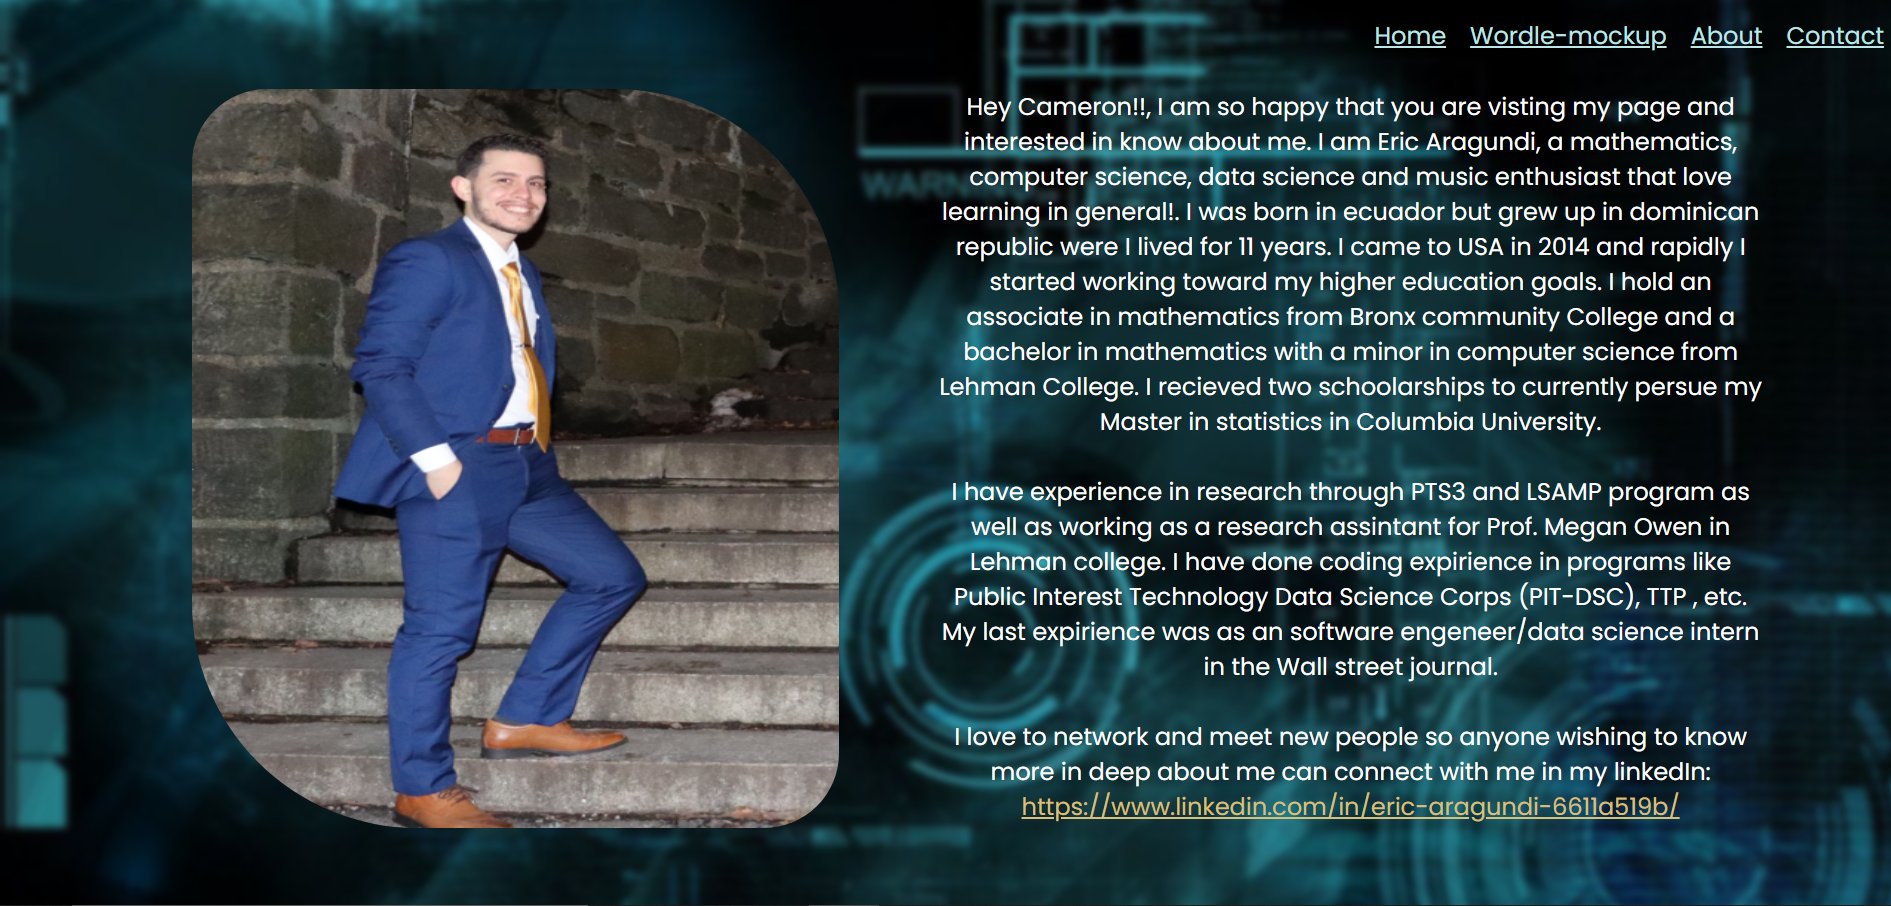 Home Wordle-mockup About Contact
Hey Cameron!!, I am so happy that you are visting my page and
interested in know about me. I am Eric Aragundi, a mathematics,
computer science, data science and music enthusiast that love
learning in general!. I was born in ecuador but grew up in dominican
republic were I lived for 11 years. I came to USA in 2014 and rapidly I
started working toward my higher education goals. I hold an
associate in mathematics from Bronx community College and a
bachelor in mathematics with a minor in computer science from
Lehman College. I recieved two schoolarships to currently persue my
Master in statistics in Columbia University.
I have experience in research through PTS3 and LSAMP program as
well as working as a research assintant for Prof. Megan Owen in
Lehman college. I have done coding expirience in programs like
Public Interest Technology Data Science Corps (PIT-DSC), TTP , etc.
My last expirience was as an software engeneer/data science intern
in the Wall street journal.
I love to network and meet new people so anyone wishing to know
more in deep about me can connect with me in my linkedIn:
https://www.linkedin.com/in/eric-aragundi-6611a519b/